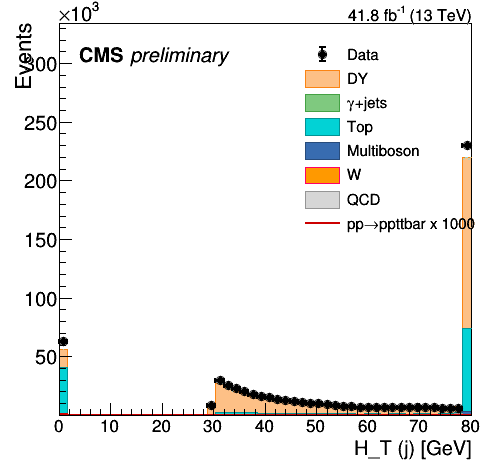 ×10³
41.8 fb⁻¹ (13 TeV)
Events
CMS preliminary
Data
DY
γ+jets
Top
Multiboson
W
QCD
pp→ppttbar x 1000
300
250
200
150
100
50
0 10 20 30 40 50 60 70 80
H_T (j) [GeV]